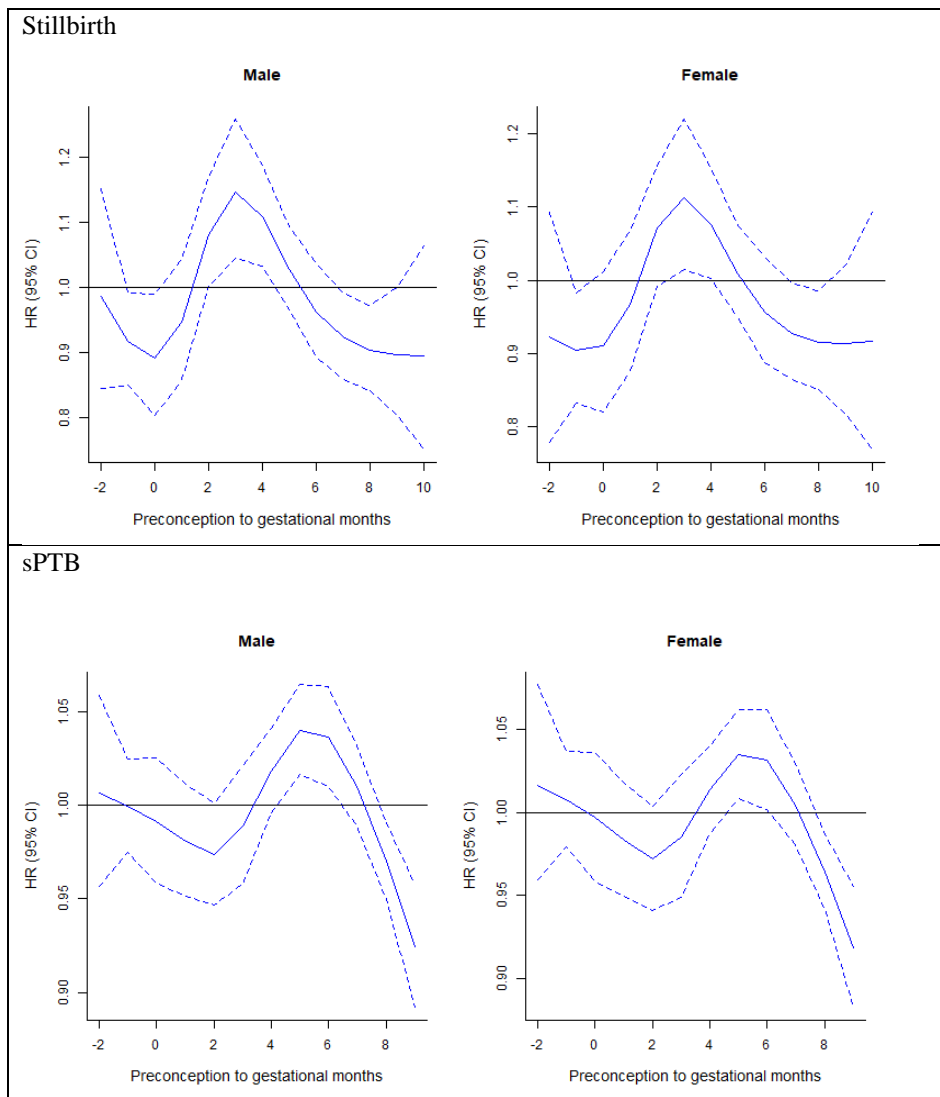 Stillbirth
Male
HR (95% CI)
1.2
1.1
1.0
0.9
0.8
-2 0 2 4 6 8 10
Preconception to gestational months
Female
HR (95% CI)
1.2
1.1
1.0
0.9
0.8
-2 0 2 4 6 8 10
Preconception to gestational months
sPTB
Male
HR (95% CI)
1.05
1.00
0.95
0.90
-2 0 2 4 6 8
Preconception to gestational months
Female
HR (95% CI)
1.05
1.00
0.95
0.90
-2 0 2 4 6 8
Preconception to gestational months